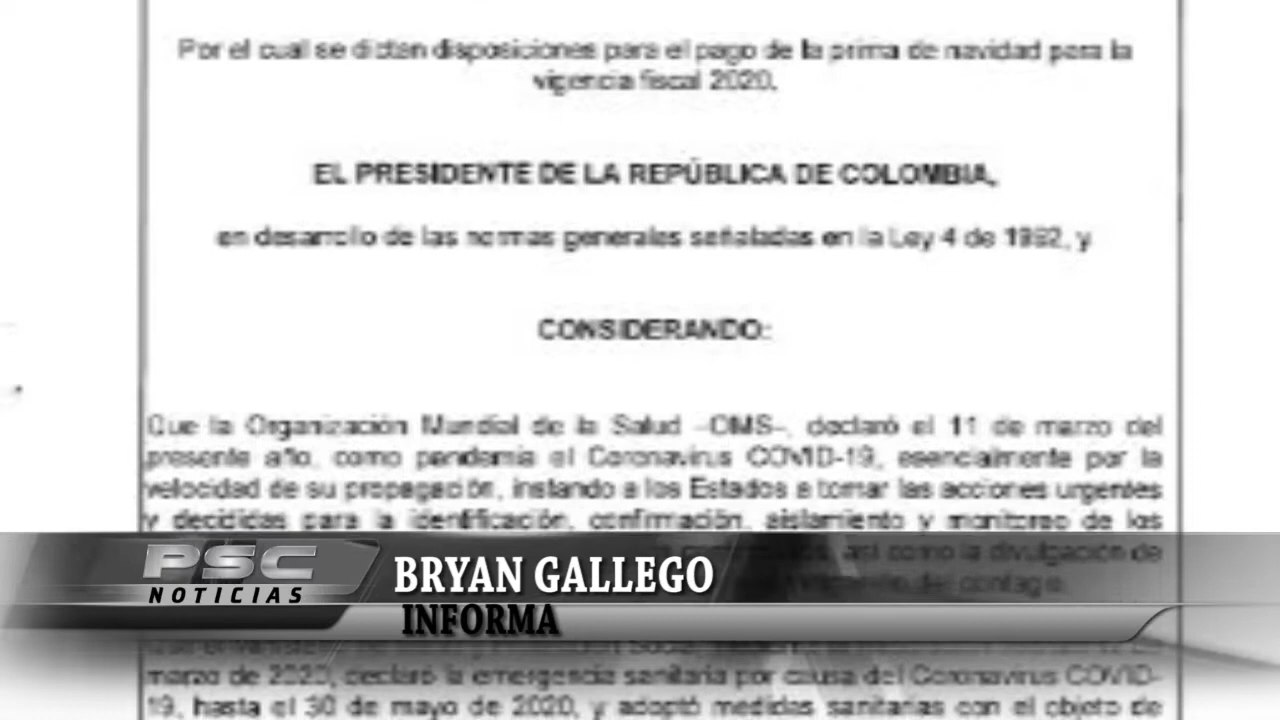 Por el cual se dictan disposiciones para el pago de la prima de navidad para la
vigencia fiscal 2020.
EL PRESIDENTE DE LA REPÚBLICA DE COLOMBIA,
en desarrollo de las normas generales señaladas en la Ley 4 de 1992, y
CONSIDERANDO:
Que la Organización Mundial de la Salud -OMS-, declaró el 11 de marzo del
presente año, como pandemia el Coronavirus COVID-19, esencialmente por la
velocidad de su propagación, instando a los Estados a tomar las acciones urgentes
y decididas para la identificación, confirmación, aislamiento y monitoreo de los
así como la divulgación de
PSC
NOTICIAS
BRYAN GALLEGO
INFORMA
marzo de 2020, declaró la emergencia sanitaria por causa del Coronavirus COVID-
19, hasta el 30 de mayo de 2020, y adoptó medidas sanitarias con el objeto de